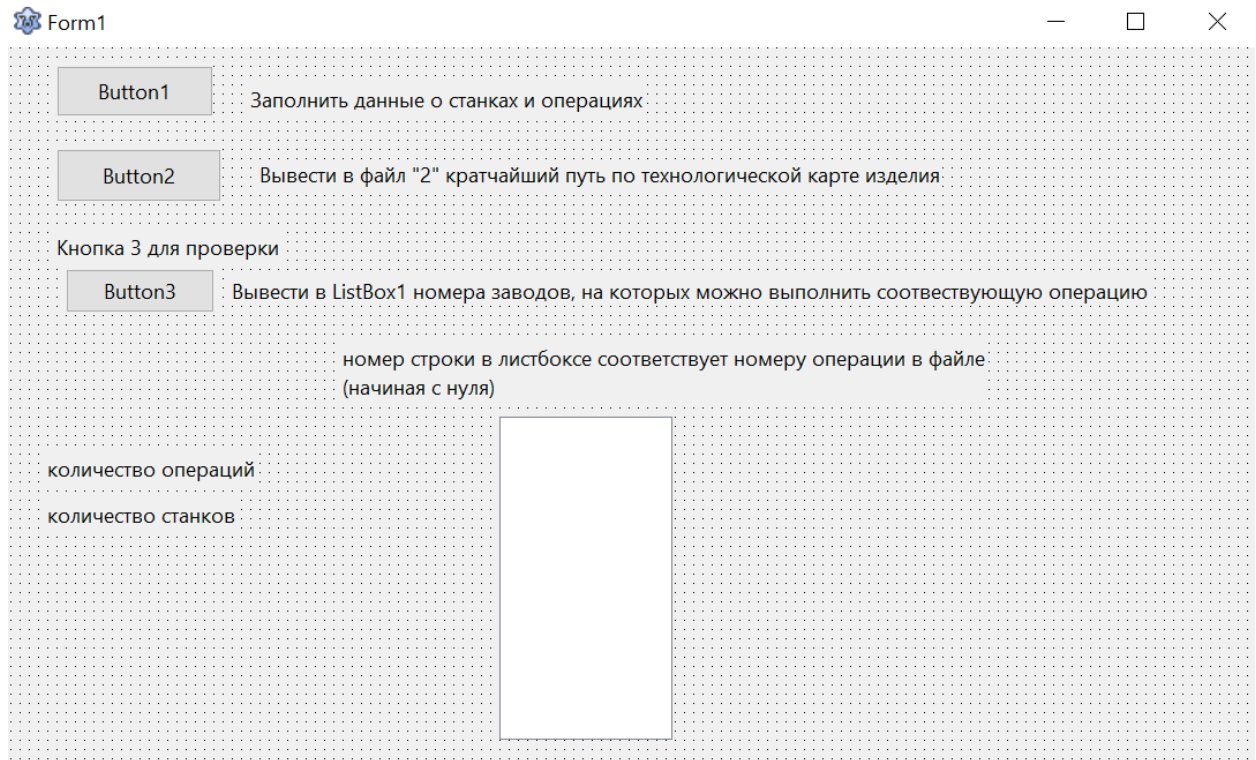 Form1
Button1
Заполнить данные о станках и операциях
Button2
Вывести в файл "2" кратчайший путь по технологической карте изделия
Кнопка 3 для проверки
Button3
Вывести в ListBox1 номера заводов, на которых можно выполнить соотвествующую операцию
номер строки в листбоксе соответствует номеру операции в файле
(начиная с нуля)
количество операций
количество станков